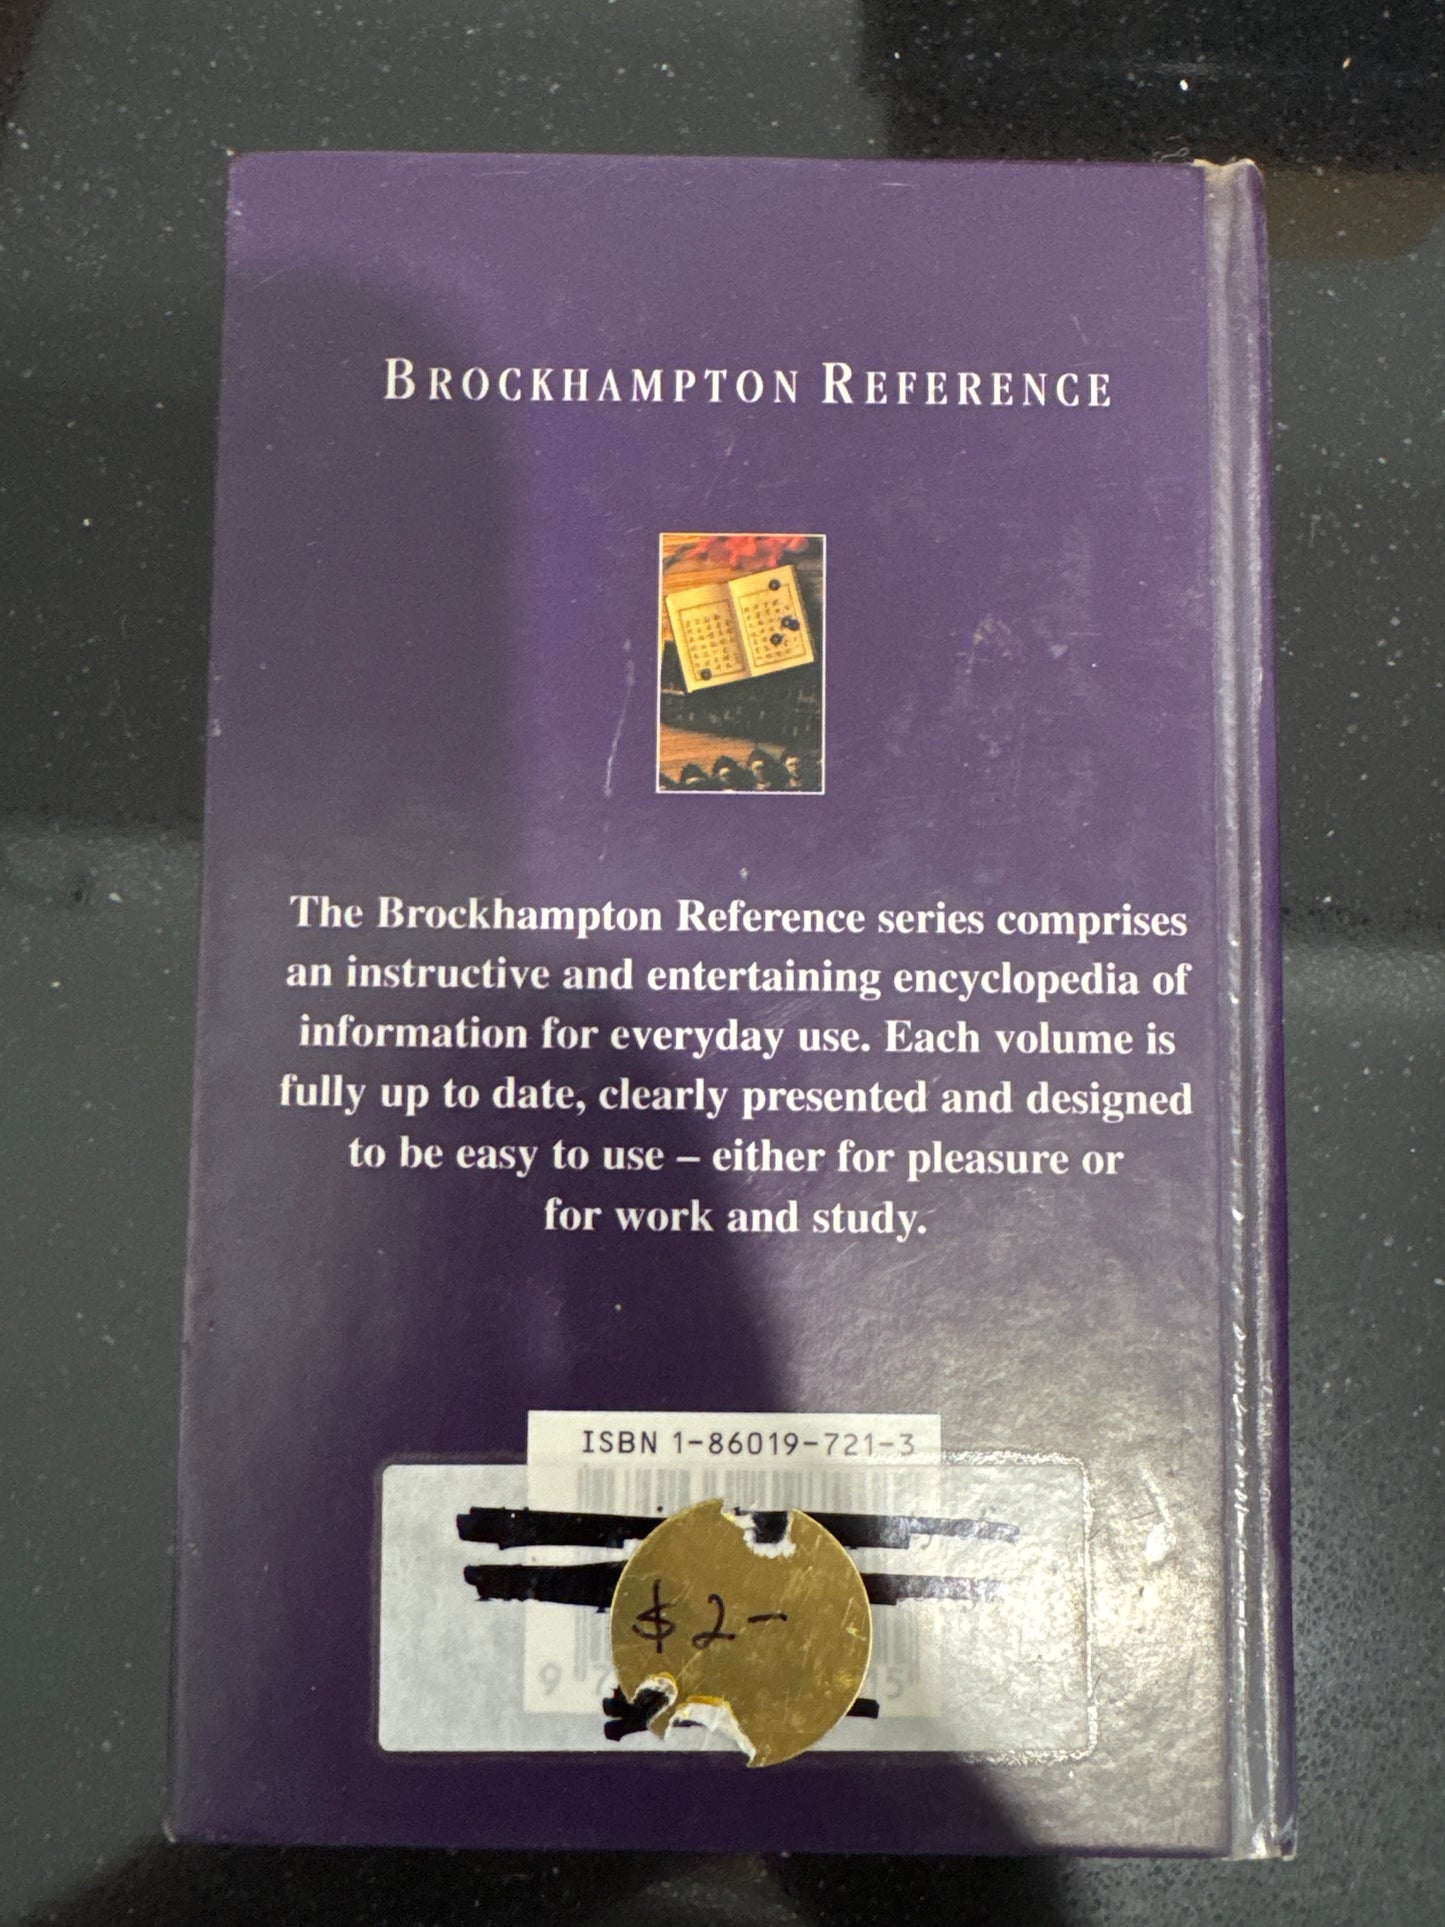 BROCKHAMPTON REFERENCE
The Brockhampton Reference series comprises
an instructive and entertaining encyclopedia of
information for everyday use. Each volume is
fully up to date, clearly presented and designed
to be easy to use – either for pleasure or
for work and study.
ISBN 1-86019-721-3
$2-